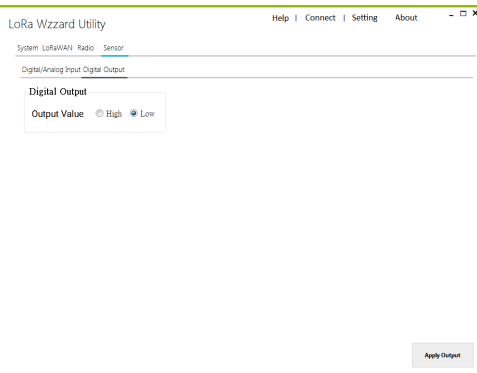 LoRa Wzzard Utility
Help | Connect | Setting About
System LoRaWAN Radio Sensor
Digital/Analog Input Digital Output
Digital Output
Output Value High Low
Apply Output